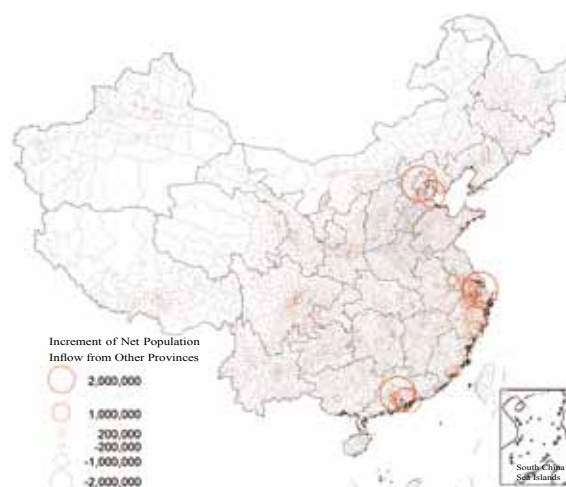 Increment of Net Population
Inflow from Other Provinces
2,000,000
1,000,000
200,000
-200,000
-1,000,000
-2,000,000
South China
Sea Islands